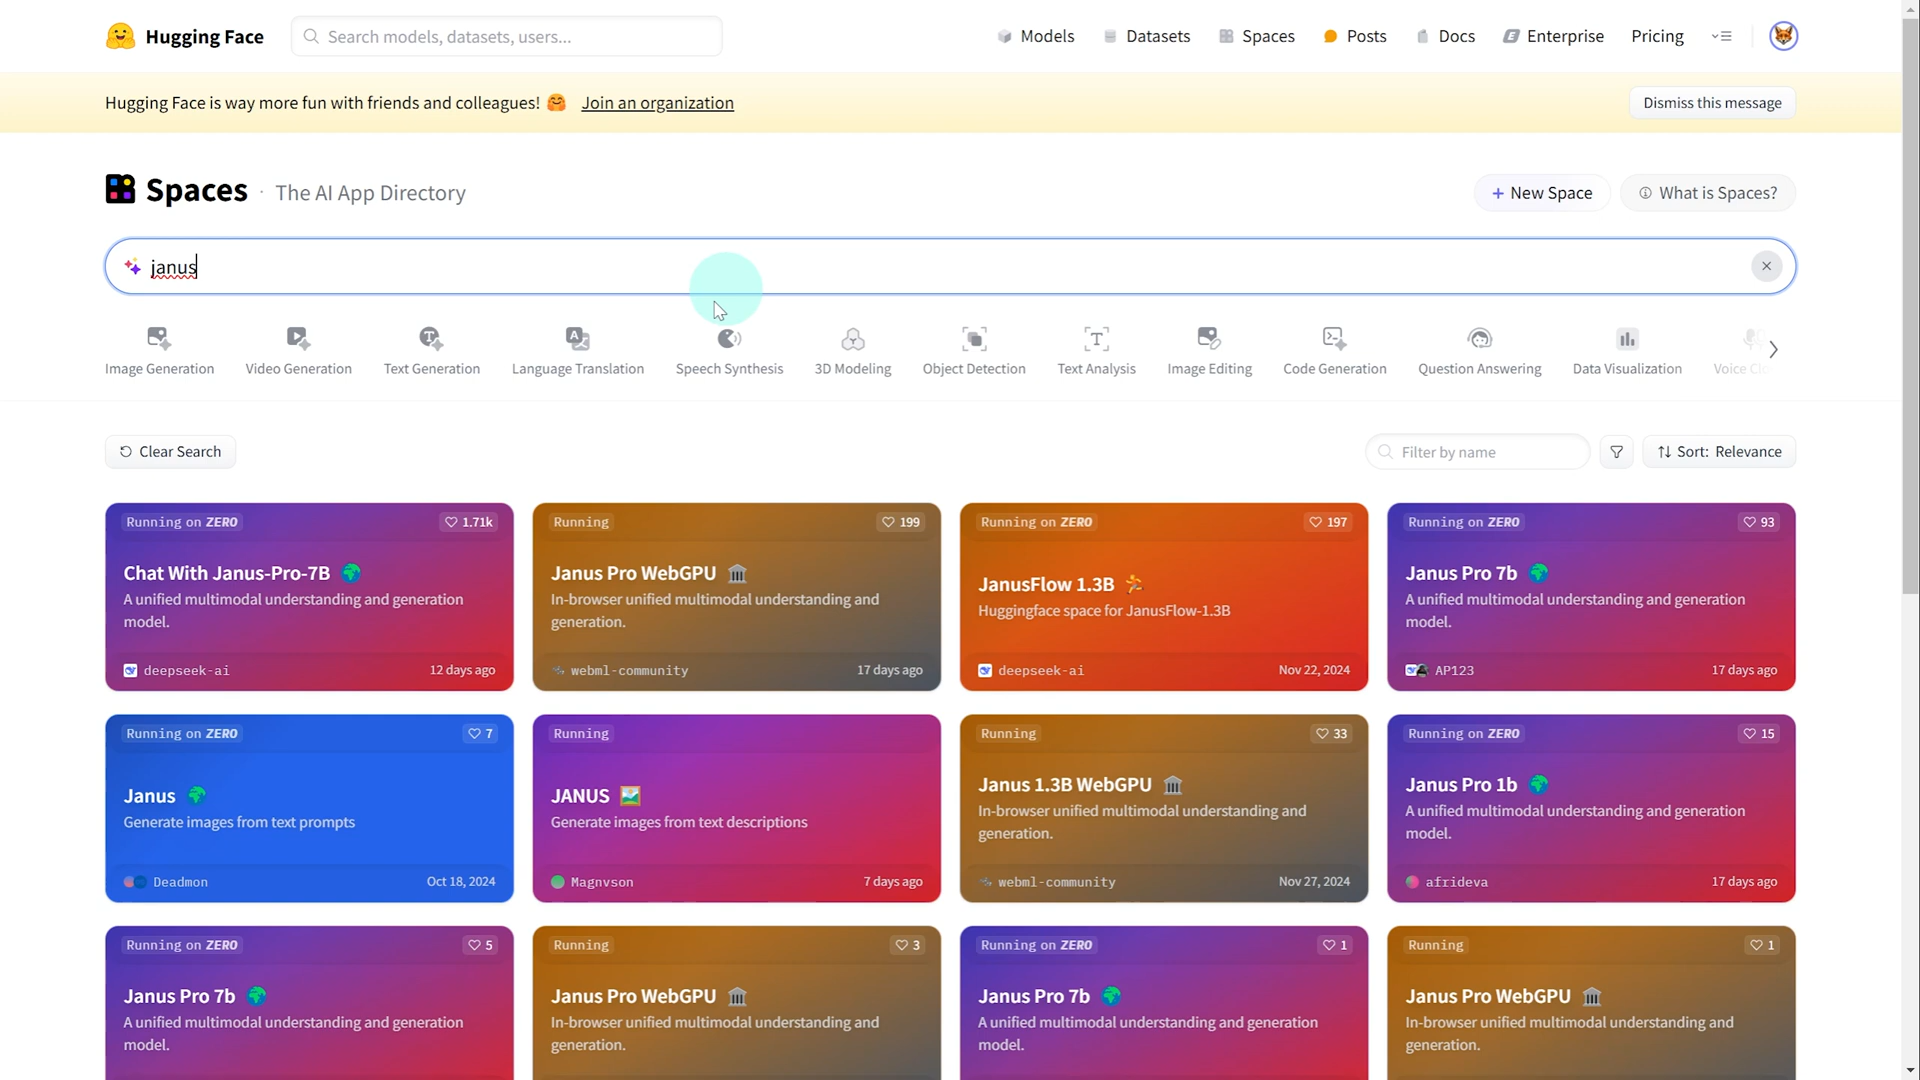 Hugging Face
Search models, datasets, users...
Models
Datasets
Spaces
Posts
Docs
Enterprise
Pricing
Hugging Face is way more fun with friends and colleagues! 🤗 Join an organization
Dismiss this message
Spaces · The AI App Directory
+ New Space
What is Spaces?
janus
Image Generation
Video Generation
Text Generation
Language Translation
Speech Synthesis
3D Modeling
Object Detection
Text Analysis
Image Editing
Code Generation
Question Answering
Data Visualization
Clear Search
Filter by name
Sort: Relevance
Running on ZERO
1.71k
Chat With Janus-Pro-7B 🌍
A unified multimodal understanding and generation
model.
deepseek-ai
12 days ago
Running
199
Janus Pro WebGPU 🏛️
In-browser unified multimodal understanding and
generation.
webml-community
17 days ago
Running on ZERO
197
JanusFlow 1.3B 🏃
Huggingface space for JanusFlow-1.3B
deepseek-ai
Nov 22, 2024
Running on ZERO
93
Janus Pro 7b 🌍
A unified multimodal understanding and generation
model.
AP123
17 days ago
Running on ZERO
7
Janus 🌍
Generate images from text prompts
Deadmon
Oct 18, 2024
Running
JANUS 🖼️
Generate images from text descriptions
Magnvson
7 days ago
Running
33
Janus 1.3B WebGPU 🏛️
In-browser unified multimodal understanding and
generation.
webml-community
Nov 27, 2024
Running on ZERO
15
Janus Pro 1b 🌍
A unified multimodal understanding and generation
model.
afrideva
17 days ago
Running on ZERO
5
Janus Pro 7b 🌍
A unified multimodal understanding and generation
model.
Running
3
Janus Pro WebGPU 🏛️
In-browser unified multimodal understanding and
generation.
Running on ZERO
1
Janus Pro 7b 🌍
A unified multimodal understanding and generation
model.
Running
1
Janus Pro WebGPU 🏛️
In-browser unified multimodal understanding and
generation.